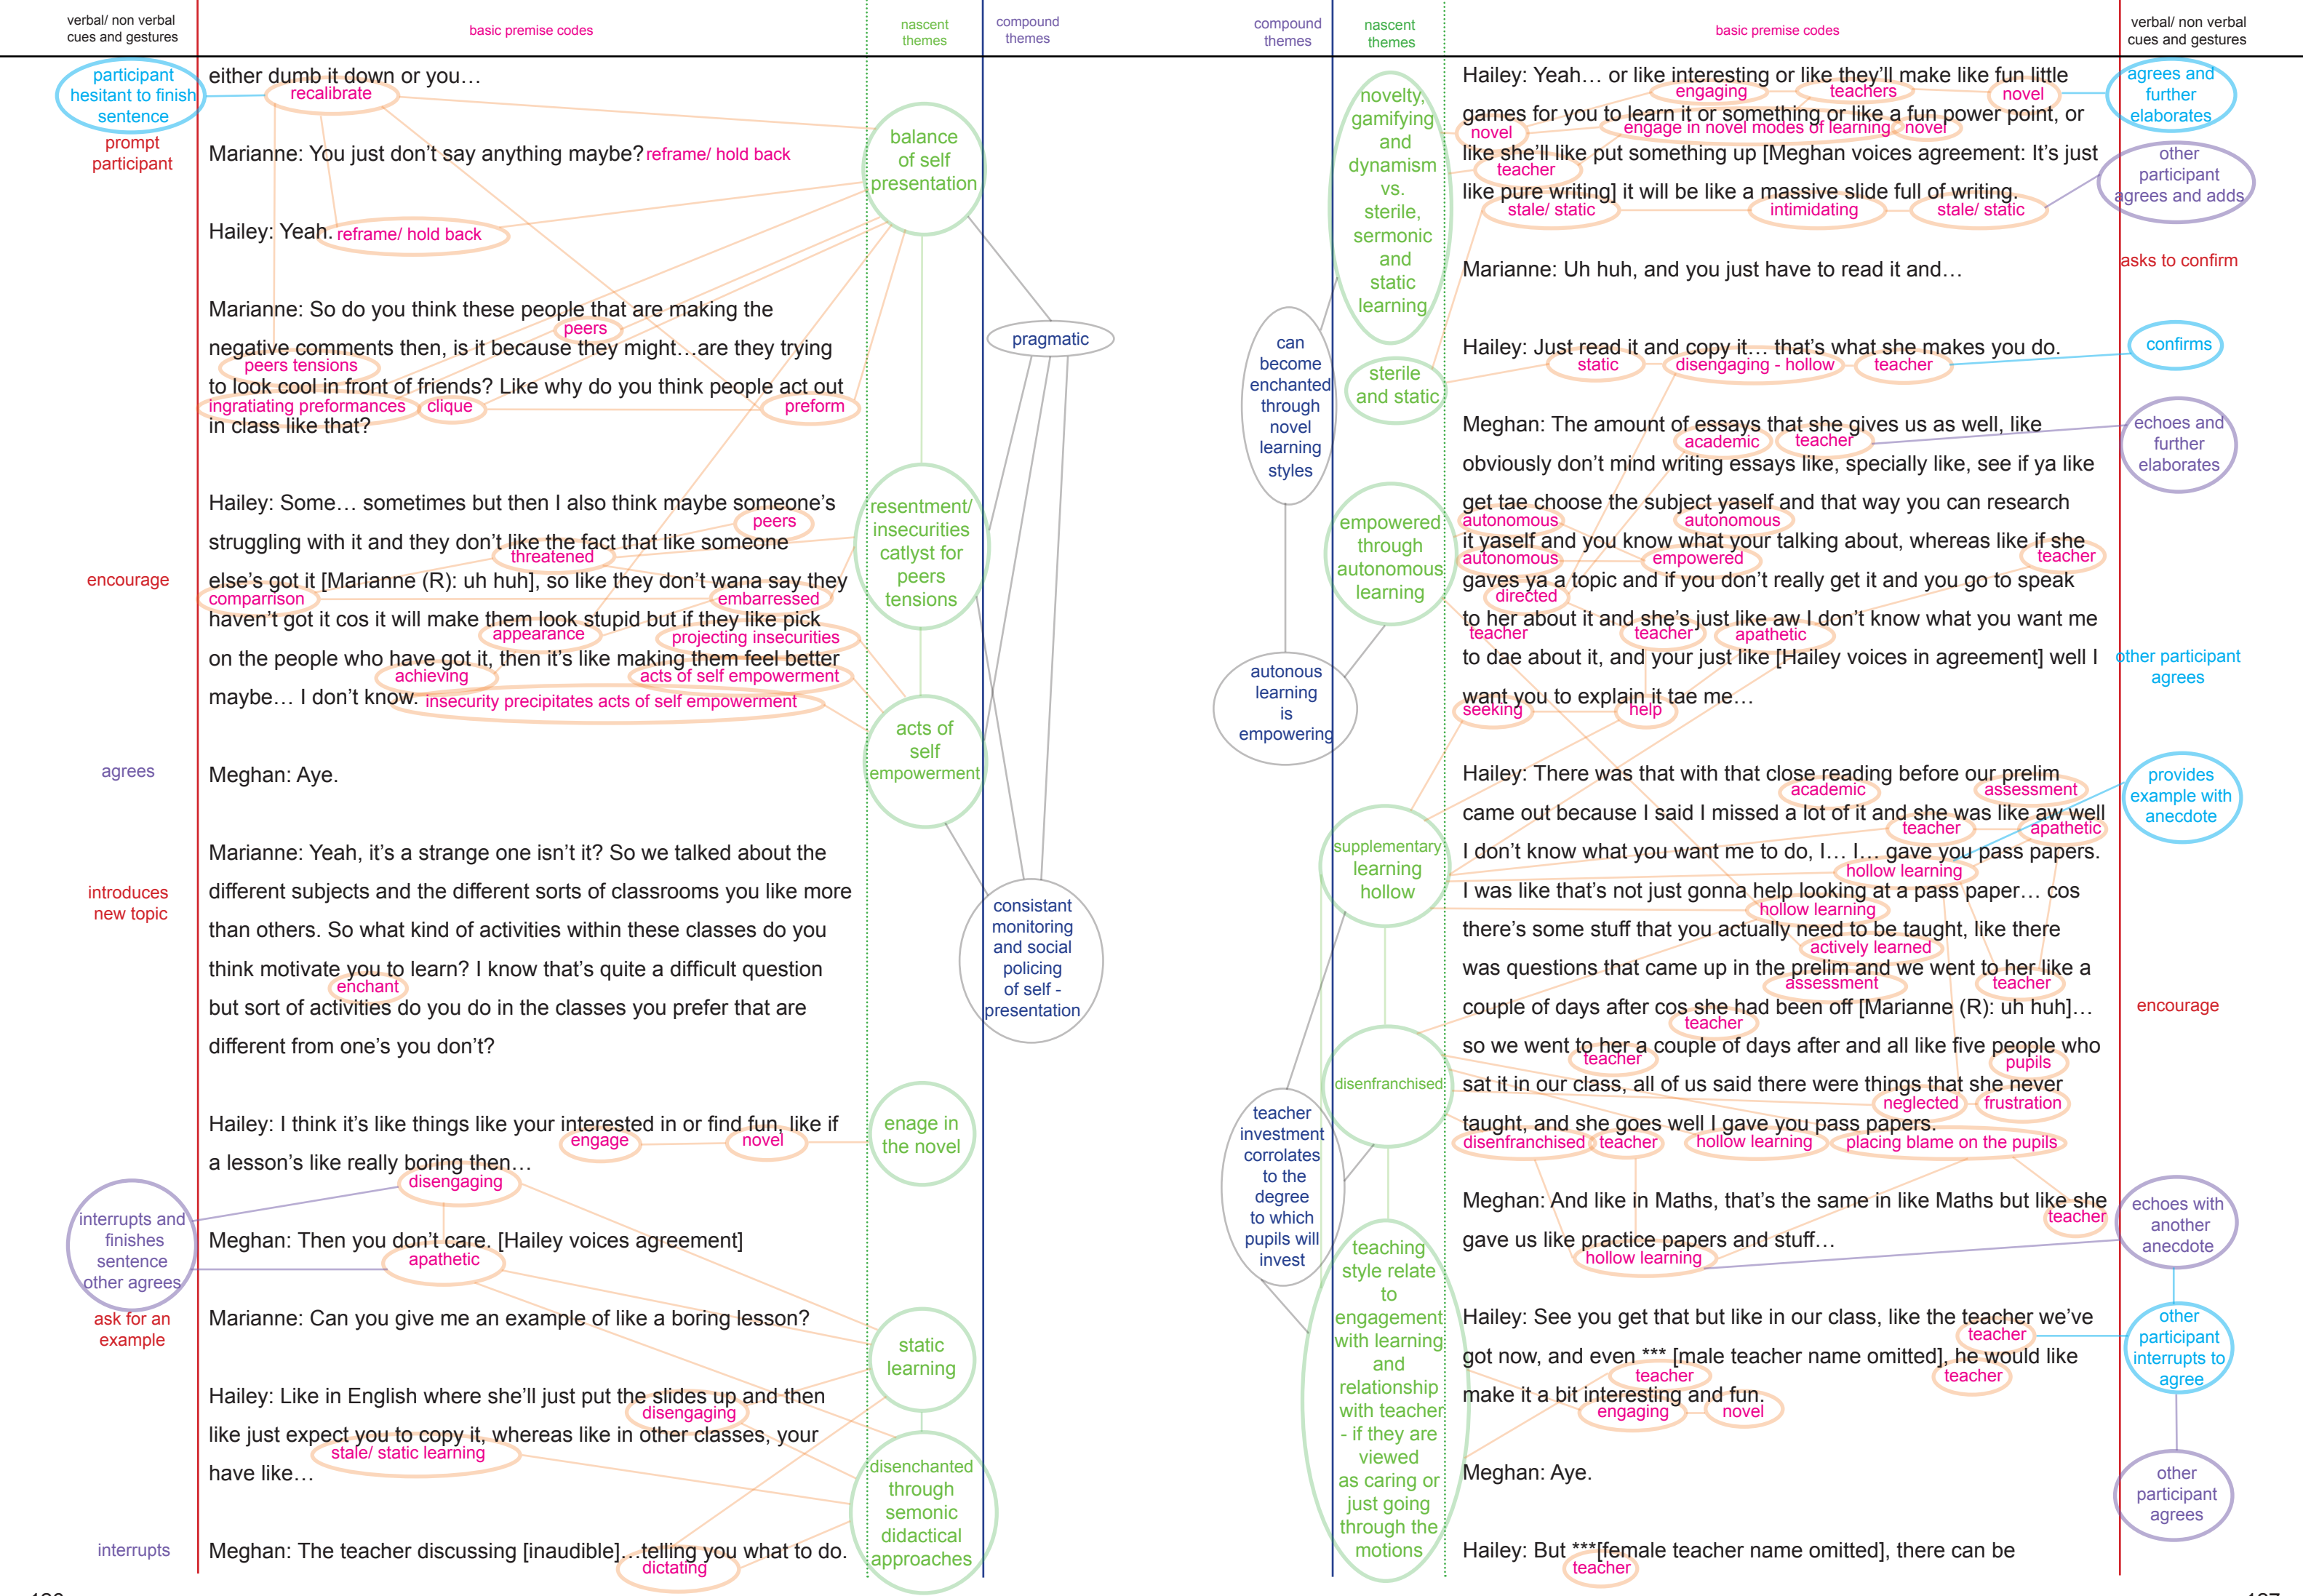 verbal/ non verbal
cues and gestures
basic premise codes
nascent
themes
compound
themes
participant
hesitant to finish
sentence
either dumb it down or you…
recalibrate
prompt
participant
Marianne: You just don't say anything maybe? reframe/ hold back
Hailey: Yeah. reframe/ hold back
balance
of self
presentation
Marianne: So do you think these people that are making the
peers
negative comments then, is it because they might…are they trying
peers tensions
to look cool in front of friends? Like why do you think people act out
ingratiating preformances clique preform
in class like that?
pragmatic
Hailey: Some… sometimes but then I also think maybe someone's
peers
struggling with it and they don't like the fact that like someone
threatened
encourage
else's got it [Marianne (R): uh huh], so like they don't wana say they
comparrison embarressed
haven't got it cos it will make them look stupid but if they like pick
appearance projecting insecurities
on the people who have got it, then it's like making them feel better
achieving acts of self empowerment
maybe… I don't know. insecurity precipitates acts of self empowerment
resentment/
insecurities
catlyst for
peers
tensions
acts of
self
empowerment
agrees
Meghan: Aye.
Marianne: Yeah, it's a strange one isn't it? So we talked about the
introduces
new topic
different subjects and the different sorts of classrooms you like more
than others. So what kind of activities within these classes do you
think motivate you to learn? I know that's quite a difficult question
enchant
but sort of activities do you do in the classes you prefer that are
different from one's you don't?
consistant
monitoring
and social
policing
of self -
presentation
Hailey: I think it's like things like your interested in or find fun, like if
engage novel
a lesson's like really boring then…
disengaging
enage in
the novel
interrupts and
finishes
sentence
other agrees
Meghan: Then you don't care. [Hailey voices agreement]
apathetic
ask for an
example
Marianne: Can you give me an example of like a boring lesson?
static
learning
Hailey: Like in English where she'll just put the slides up and then
disengaging
like just expect you to copy it, whereas like in other classes, your
stale/ static learning
have like…
disenchanted
through
semonic
didactical
approaches
interrupts
Meghan: The teacher discussing [inaudible]…telling you what to do.
dictating
compound
themes
nascent
themes
basic premise codes
verbal/ non verbal
cues and gestures
novelty,
gamifying
and
dynamism
vs.
sterile,
sermonic
and
static
learning
Hailey: Yeah… or like interesting or like they'll make like fun little
engaging teachers novel
games for you to learn it or something or like a fun power point, or
novel engage in novel modes of learning novel
like she'll like put something up [Meghan voices agreement: It's just
teacher
like pure writing] it will be like a massive slide full of writing.
stale/ static intimidating stale/ static
agrees and
further
elaborates
other
participant
agrees and adds
Marianne: Uh huh, and you just have to read it and…
asks to confirm
Hailey: Just read it and copy it… that's what she makes you do.
static disengaging - hollow teacher
confirms
can
become
enchanted
through
novel
learning
styles
sterile
and static
Meghan: The amount of essays that she gives us as well, like
academic teacher
obviously don't mind writing essays like, specially like, see if ya like
echoes and
further
elaborates
get tae choose the subject yaself and that way you can research
autonomous autonomous
it yaself and you know what your talking about, whereas like if she
autonomous empowered teacher
gaves ya a topic and if you don't really get it and you go to speak
directed
to her about it and she's just like aw I don't know what you want me
teacher teacher apathetic
to dae about it, and your just like [Hailey voices in agreement] well I
want you to explain it tae me…
seeking help
other participant
agrees
empowered
through
autonomous
learning
autonous
learning
is
empowering
Hailey: There was that with that close reading before our prelim
academic assessment
came out because I said I missed a lot of it and she was like aw well
teacher apathetic
I don't know what you want me to do, I… I… gave you pass papers.
hollow learning
I was like that's not just gonna help looking at a pass paper… cos
hollow learning
there's some stuff that you actually need to be taught, like there
actively learned
was questions that came up in the prelim and we went to her like a
assessment teacher
couple of days after cos she had been off [Marianne (R): uh huh]…
teacher
so we went to her a couple of days after and all like five people who
teacher pupils
sat it in our class, all of us said there were things that she never
neglected frustration
taught, and she goes well I gave you pass papers.
disenfranchised teacher hollow learning placing blame on the pupils
provides
example with
anecdote
encourage
supplementary
learning
hollow
disenfranchised
teacher
investment
corrolates
to the
degree
to which
pupils will
invest
Meghan: And like in Maths, that's the same in like Maths but like she
teacher
gave us like practice papers and stuff…
hollow learning
echoes with
another
anecdote
teaching
style relate
to
engagement
with learning
and
relationship
with teacher
- if they are
viewed
as caring or
just going
through the
motions
Hailey: See you get that but like in our class, like the teacher we've
teacher
got now, and even *** [male teacher name omitted], he would like
teacher teacher
make it a bit interesting and fun.
engaging novel
other
participant
interrupts to
agree
Meghan: Aye.
other
participant
agrees
Hailey: But ***[female teacher name omitted], there can be
teacher